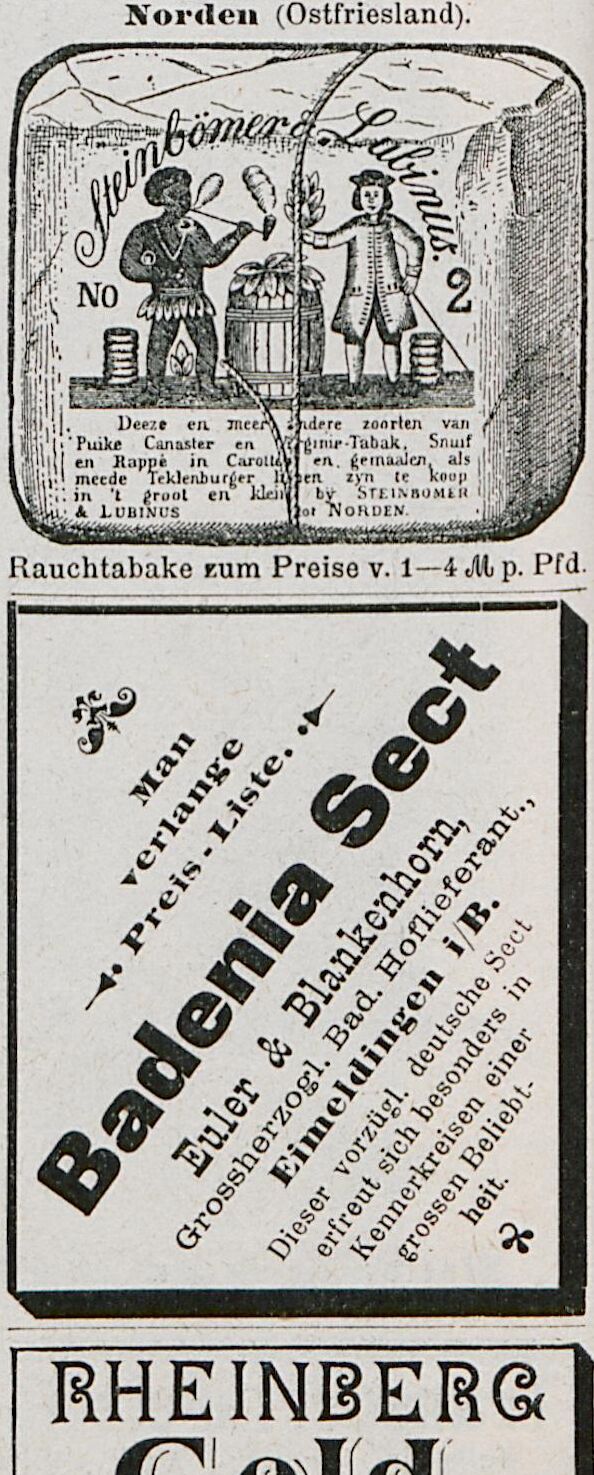 Norden (Ostfriesland).
Steinbömer & Lubinus.
No 2
Deeze en meer andere zoorten van
Puike Canaster en Virginir-Tabak, Snuif
en Rappé in Carotten en gemaalen, als
meede Teklenburger linen zyn te koop
in 't groot en klein by STEINBOMER
& LUBINUS tot NORDEN.
Rauchtabake zum Preise v. 1—4 ℳ p. Pfd.
Man
verlange
Preis-Liste.
Badenia Sect
Euler & Blankenhorn,
Grossherzogl. Bad. Hoflieferant.,
Eimeldingen i/B.
Dieser vorzügl. deutsche Sect
erfreut sich besonders in
Kennerkreisen einer
grossen Beliebt-
heit.
RHEINBERG
Gold